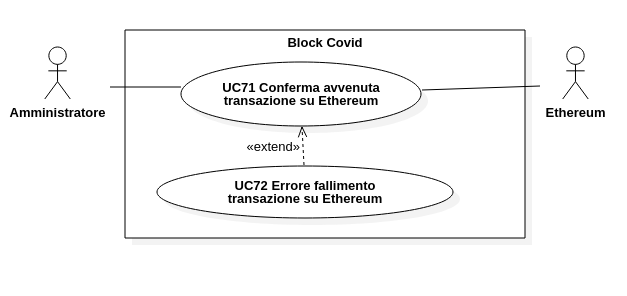 Block Covid
UC71 Conferma avvenuta
transazione su Ethereum
Amministratore
Ethereum
«extend»
UC72 Errore fallimento
transazione su Ethereum